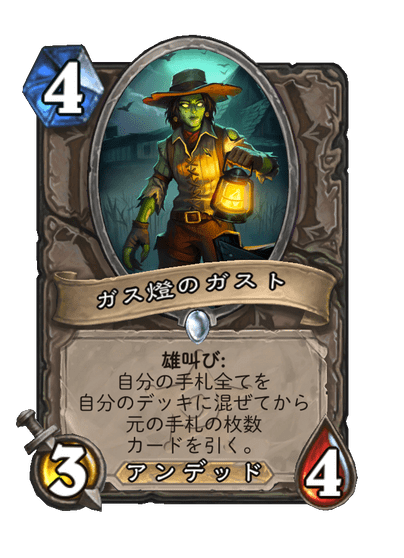 4
ガス燈のガスト
雄叫び:
自分の手札全てを
自分のデッキに混ぜてから
元の手札の枚数
カードを引く。
アンデッド
3
4